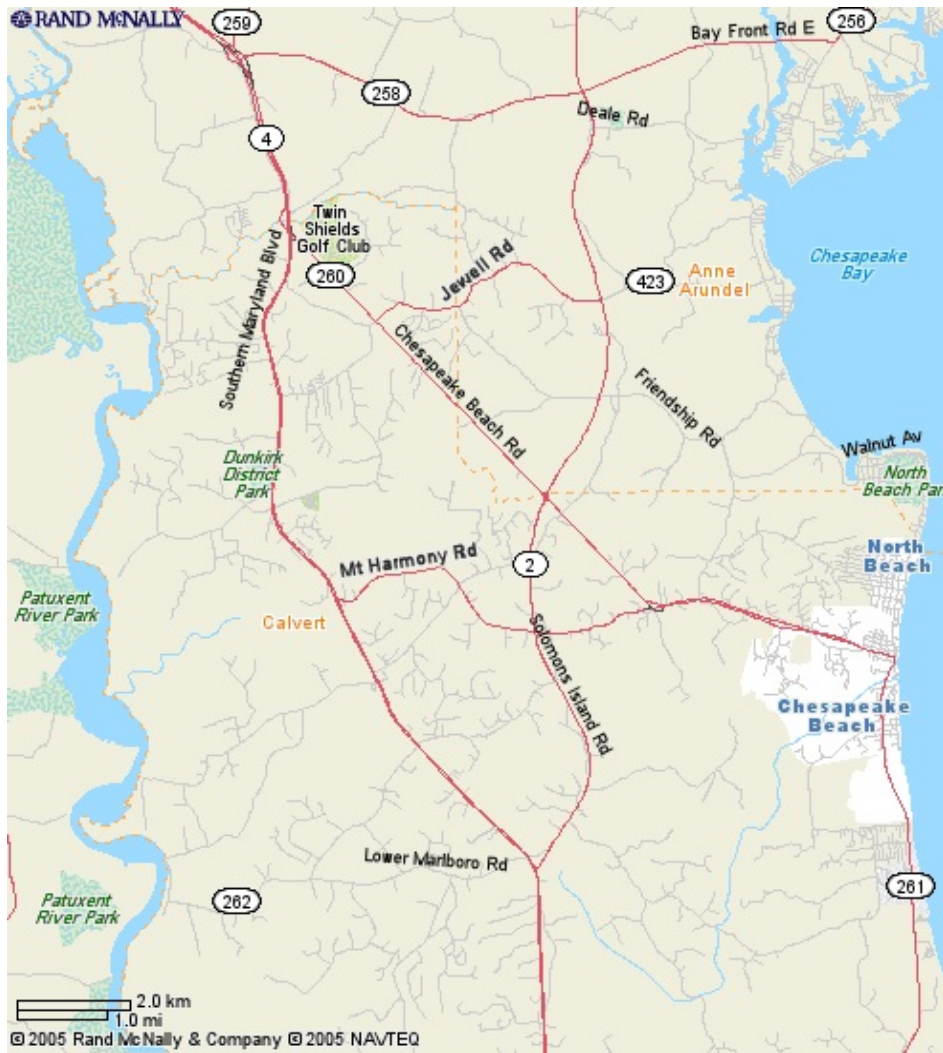 RAND MCNALLY
259
256
Bay Front Rd E
258
Deale Rd
4
Twin
Shields
Golf Club
Jewell Rd
260
423
Anne
Arundel
Chesapeake
Bay
Southern Maryland Blvd
Chesapeake Beach Rd
Friendship Rd
Walnut Av
Dunkirk
District
Park
North
Beach Par
Mt Harmony Rd
2
North
Beach
Patuxent
River Park
Calvert
Solomons Island Rd
Chesapeake
Beach
Lower Marlboro Rd
262
261
Patuxent
River Park
2.0 km
1.0 mi
© 2005 Rand McNally & Company © 2005 NAVTEQ